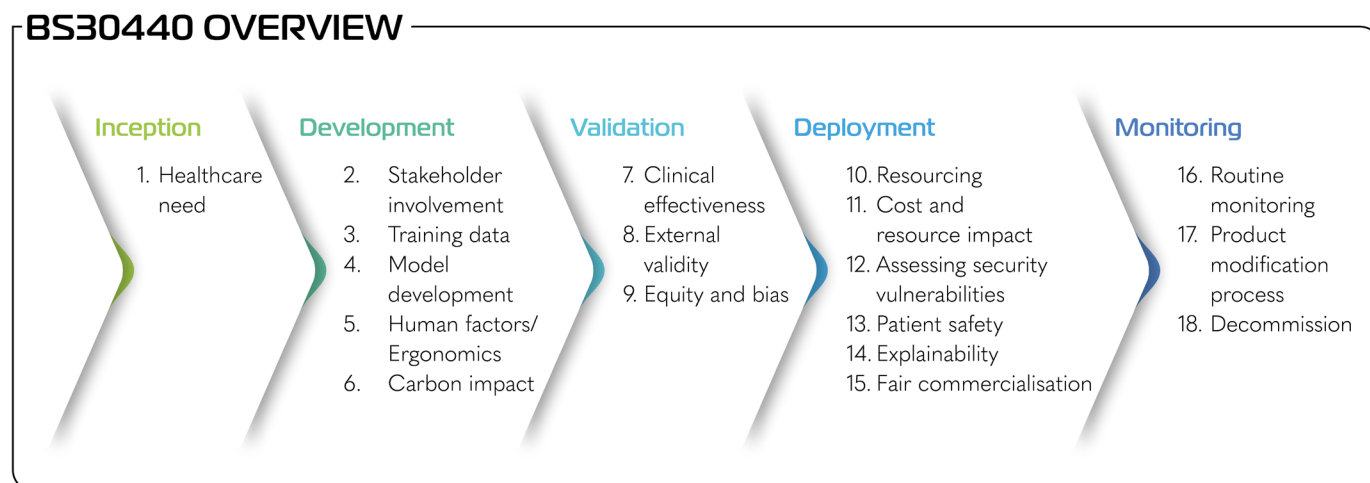 BS30440 OVERVIEW
Inception
1. Healthcare
need
Development
2. Stakeholder
involvement
3. Training data
4. Model
development
5. Human factors/
Ergonomics
6. Carbon impact
Validation
7. Clinical
effectiveness
8. External
validity
9. Equity and bias
Deployment
10. Resourcing
11. Cost and
resource impact
12. Assessing security
vulnerabilities
13. Patient safety
14. Explainability
15. Fair commercialisation
Monitoring
16. Routine
monitoring
17. Product
modification
process
18. Decommission